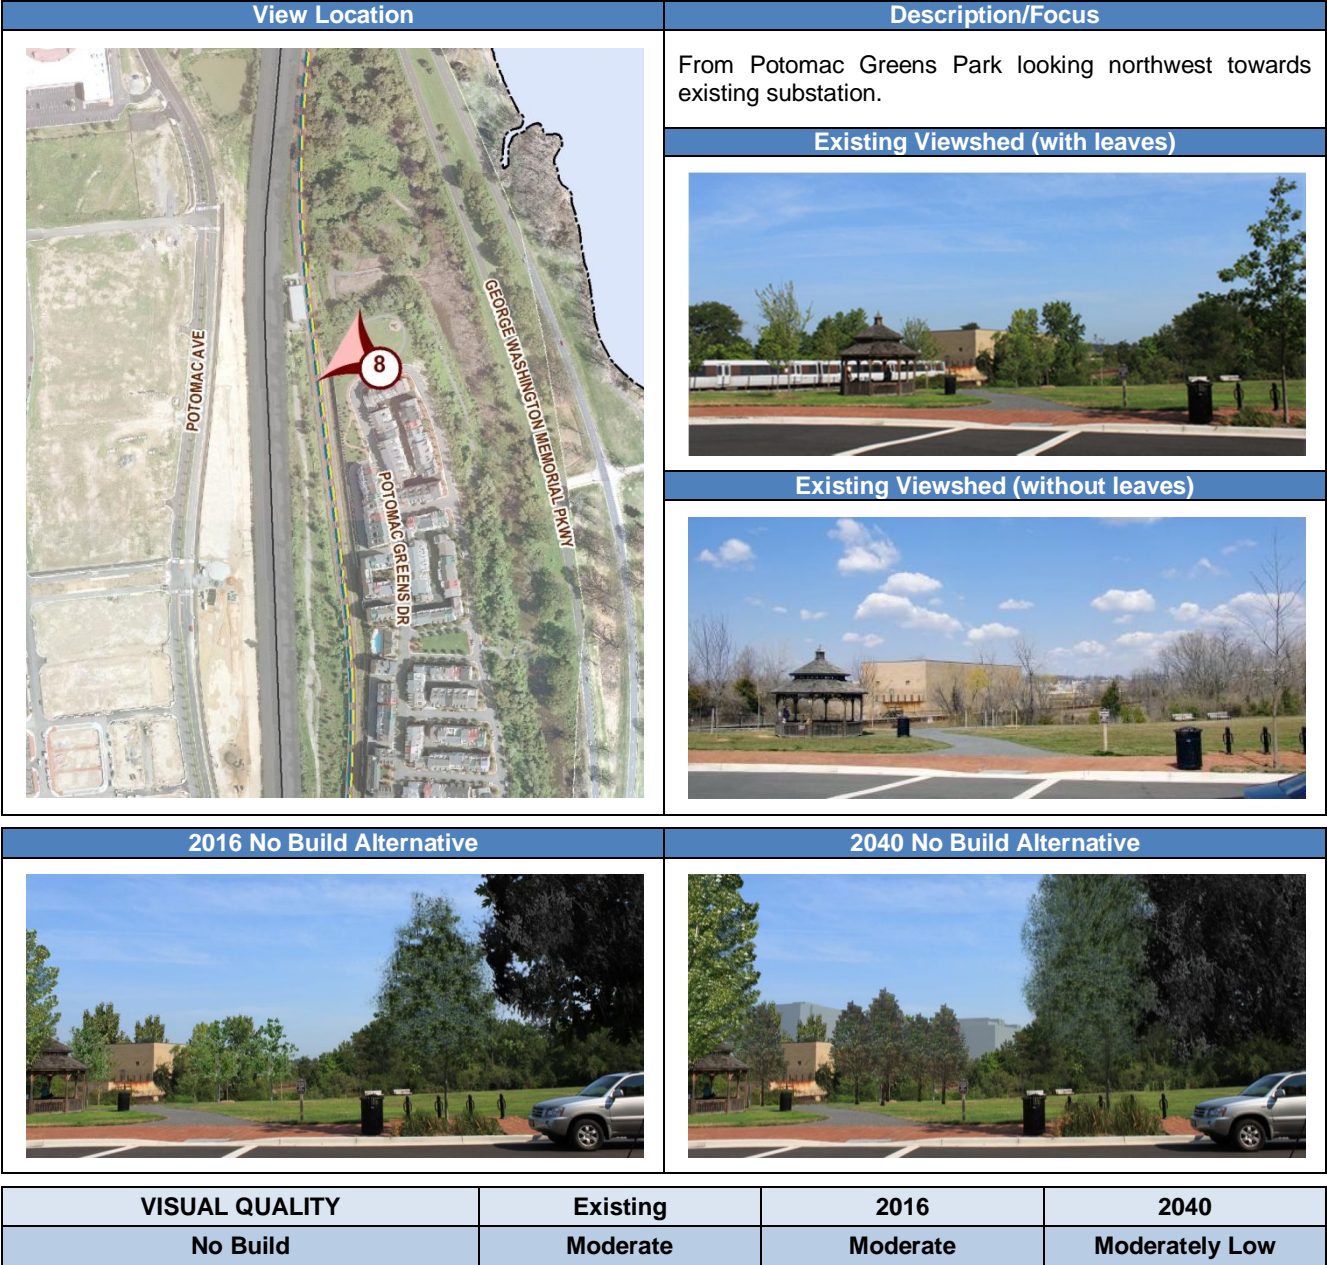 View Location
Description/Focus
From Potomac Greens Park looking northwest towards
existing substation.
Existing Viewshed (with leaves)
POTOMAC AVE
8
GEORGE WASHINGTON MEMORIAL PKWY
POTOMAC GREENS DR
Existing Viewshed (without leaves)
2016 No Build Alternative
2040 No Build Alternative
VISUAL QUALITY
Existing
2016
2040
No Build
Moderate
Moderate
Moderately Low